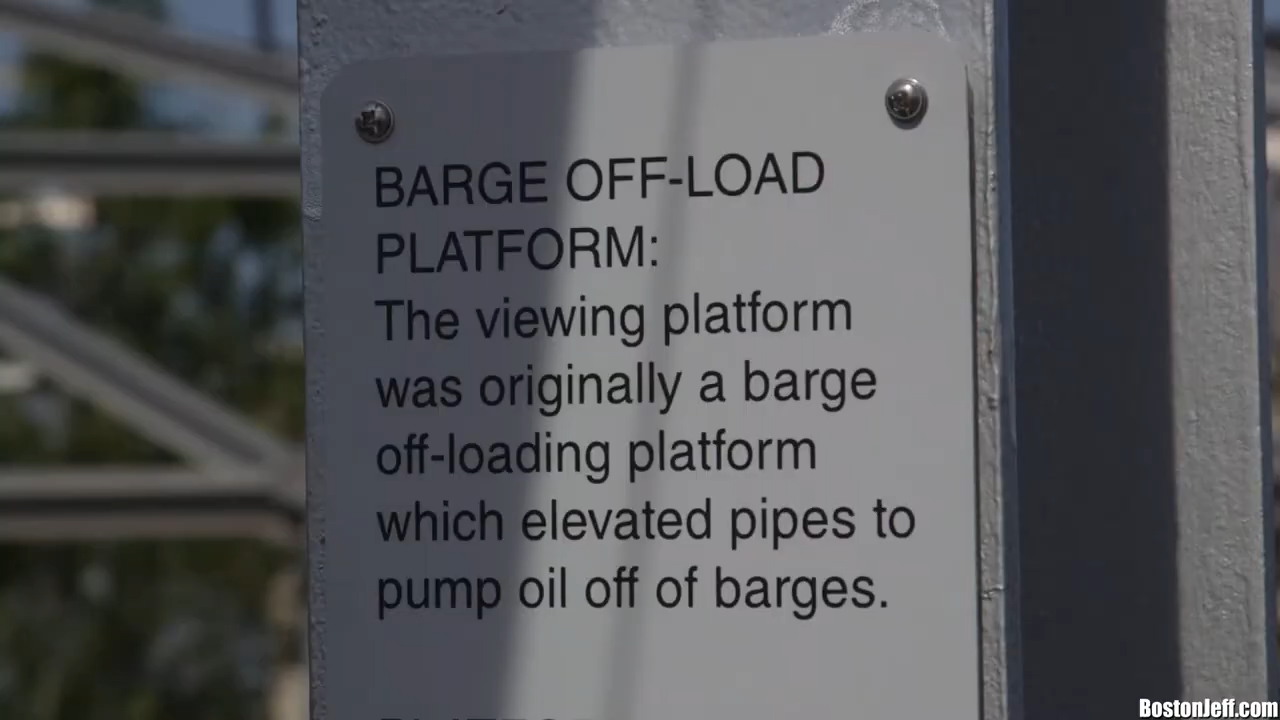 BARGE OFF-LOAD
PLATFORM:
The viewing platform
was originally a barge
off-loading platform
which elevated pipes to
pump oil off of barges.
BostonJeff.com